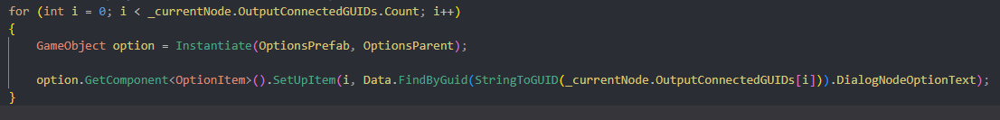 for (int i = 0; i < _currentNode.OutputConnectedGUIDs.Count; i++)
{
GameObject option = Instantiate(OptionsPrefab, OptionsParent);
option.GetComponent<OptionItem>().SetUpItem(i, Data.FindByGuid(StringToGUID(_currentNode.OutputConnectedGUIDs[i])).DialogNodeOptionText);
}